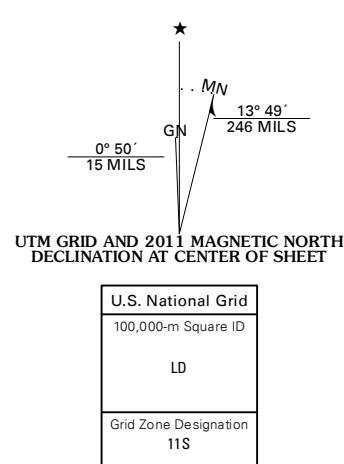 ★
MN
GN
13° 49´
246 MILS
0° 50´
15 MILS
UTM GRID AND 2011 MAGNETIC NORTH
DECLINATION AT CENTER OF SHEET
U.S. National Grid
100,000-m Square ID
LD
Grid Zone Designation
11S